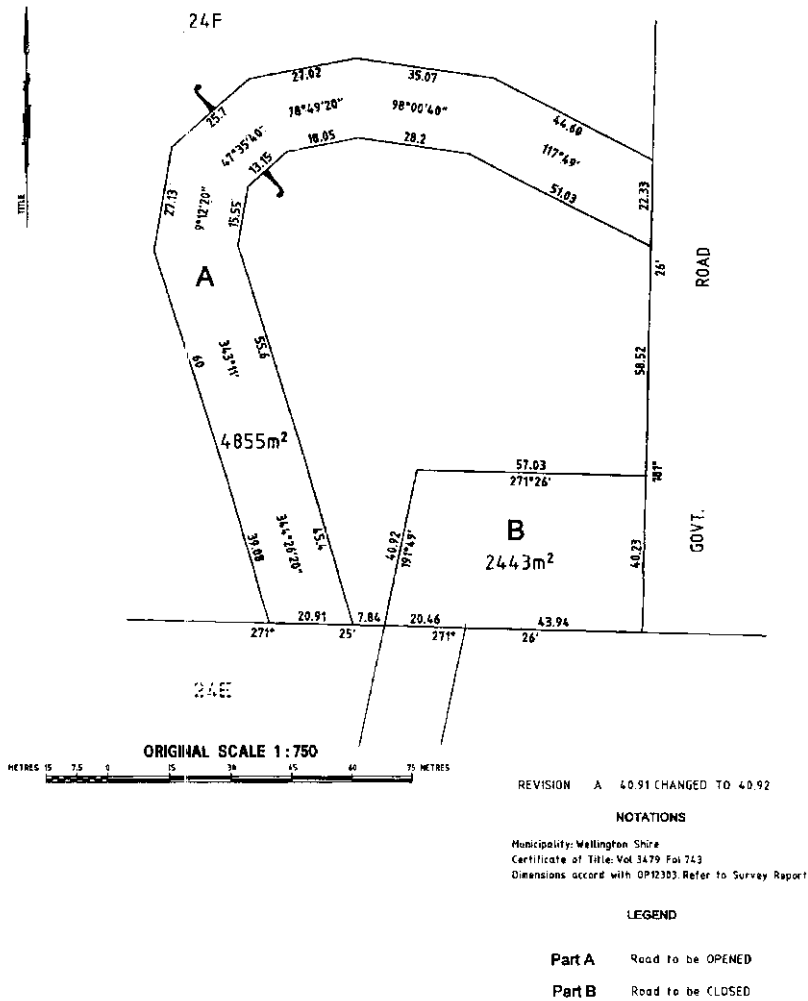 24F
TITLE
27.02
35.07
25.7
78°49'20"
98°00'40"
44.60
47°35'40"
18.05
28.2
117°49'
13.15
27.13
9°12'20"
15.55
51.03
22.33
A
26'
ROAD
60
343°11'
55.6
58.52
4855m²
57.03
271°26'
181°
B
2443m²
40.92
191°49'
40.23
GOVT.
39.08
344°26'20"
45.4
20.91
7.84
20.46
43.94
271°
25'
271°
26'
24E
ORIGINAL SCALE 1:750
METRES 15 7.5 0 15 30 45 60 75 METRES
REVISION A 40.91 CHANGED TO 40.92
NOTATIONS
Municipality: Wellington Shire
Certificate of Title: Vol 3479 Fol 743
Dimensions accord with OP12383. Refer to Survey Report
LEGEND
Part A Road to be OPENED
Part B Road to be CLOSED